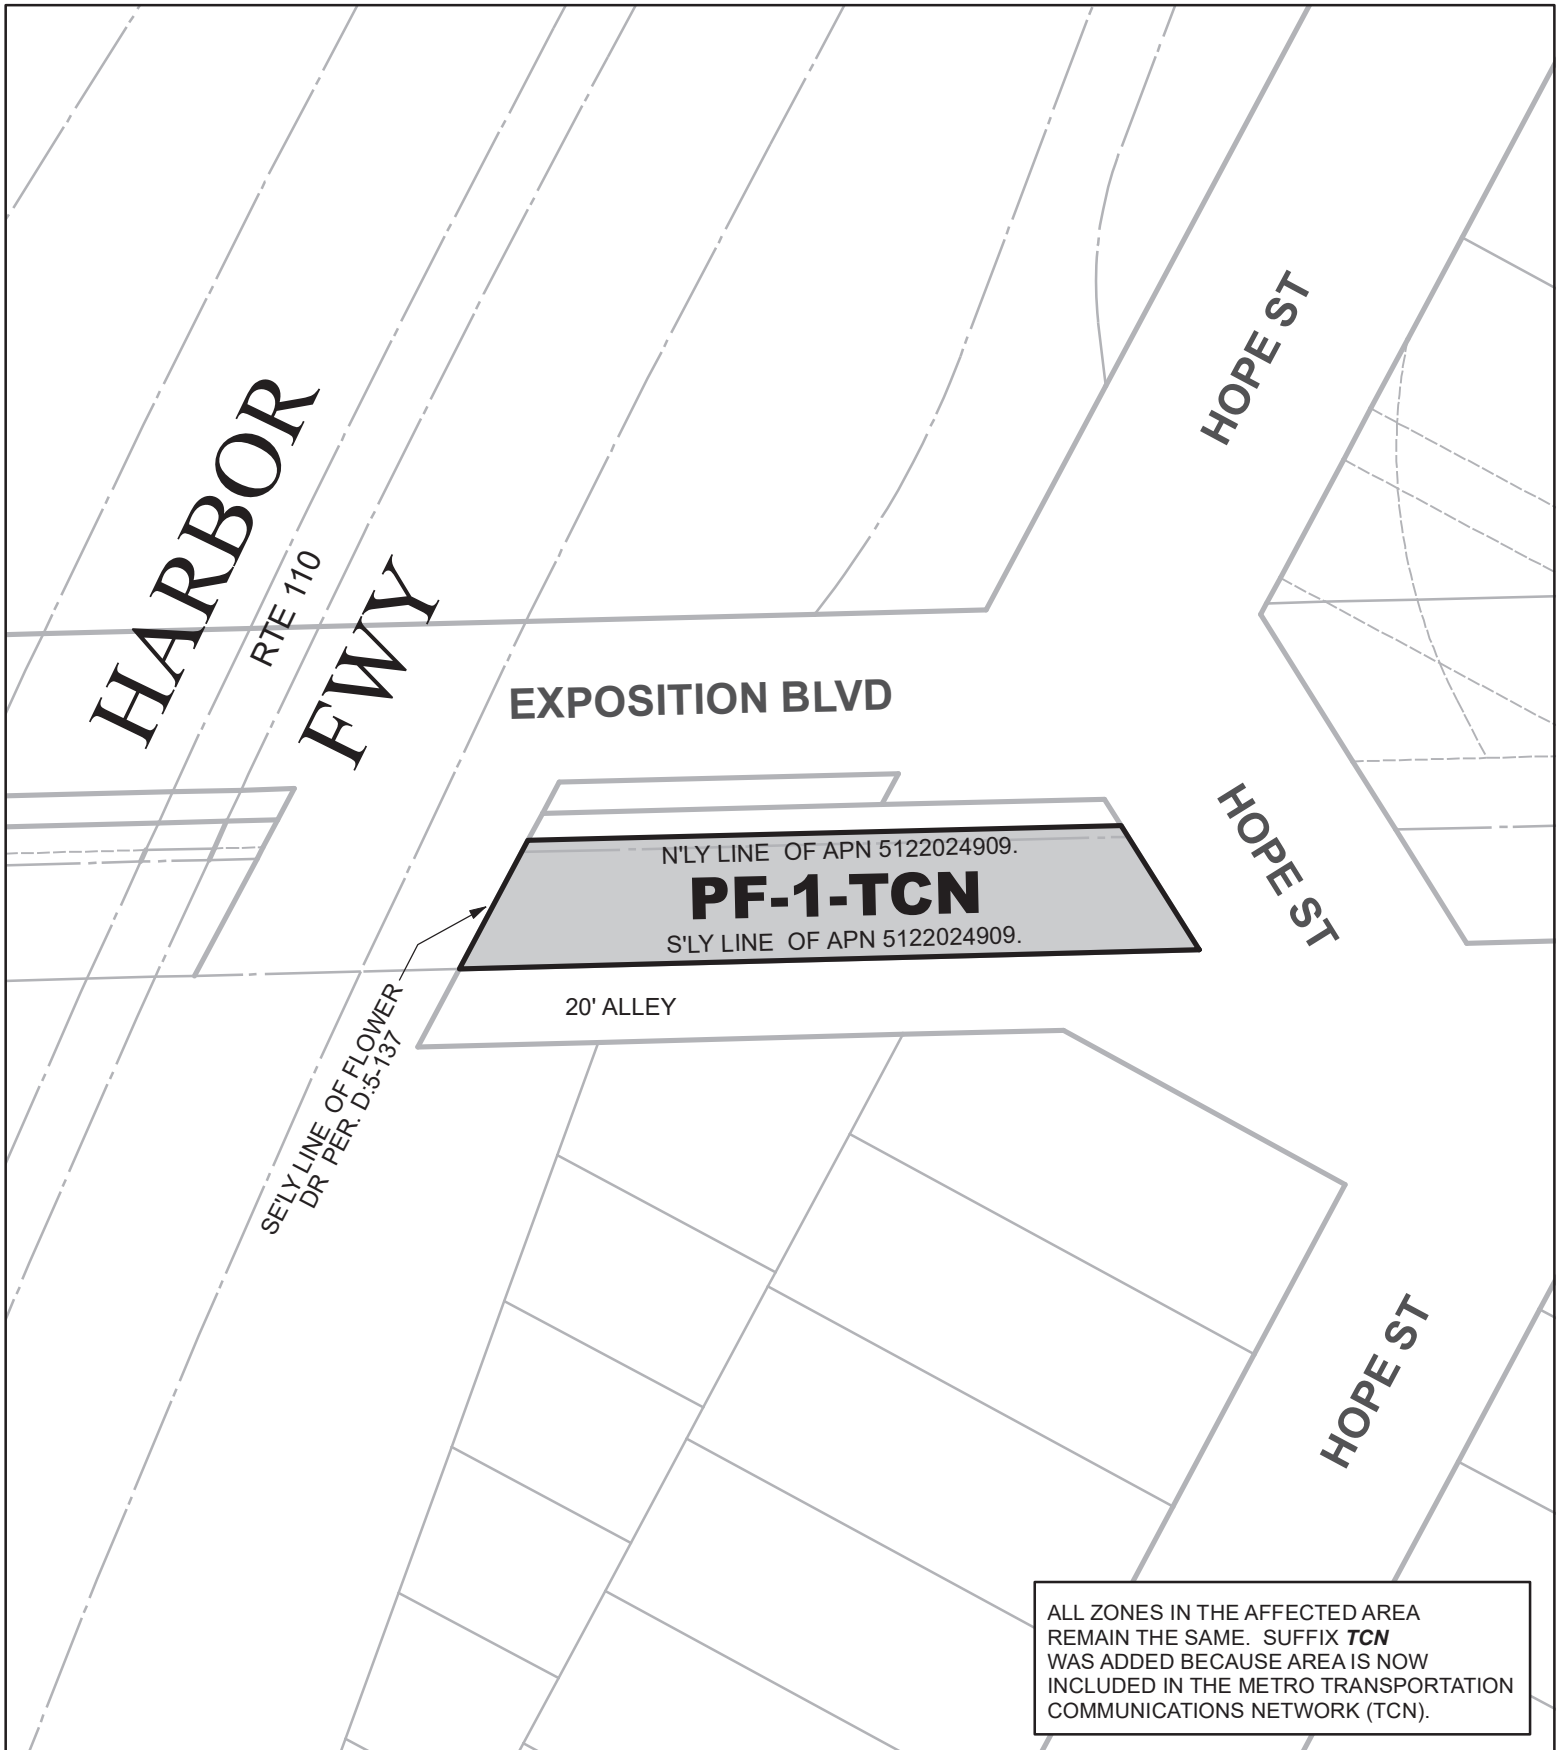 HOPE ST
HARBOR
RTE 110
FWY
EXPOSITION BLVD
HOPE ST
N'LY LINE OF APN 5122024909.
PF-1-TCN
S'LY LINE OF APN 5122024909.
20' ALLEY
SE'LY LINE OF FLOWER
DR PER. D:5-137
HOPE ST
ALL ZONES IN THE AFFECTED AREA
REMAIN THE SAME. SUFFIX TCN
WAS ADDED BECAUSE AREA IS NOW
INCLUDED IN THE METRO TRANSPORTATION
COMMUNICATIONS NETWORK (TCN).